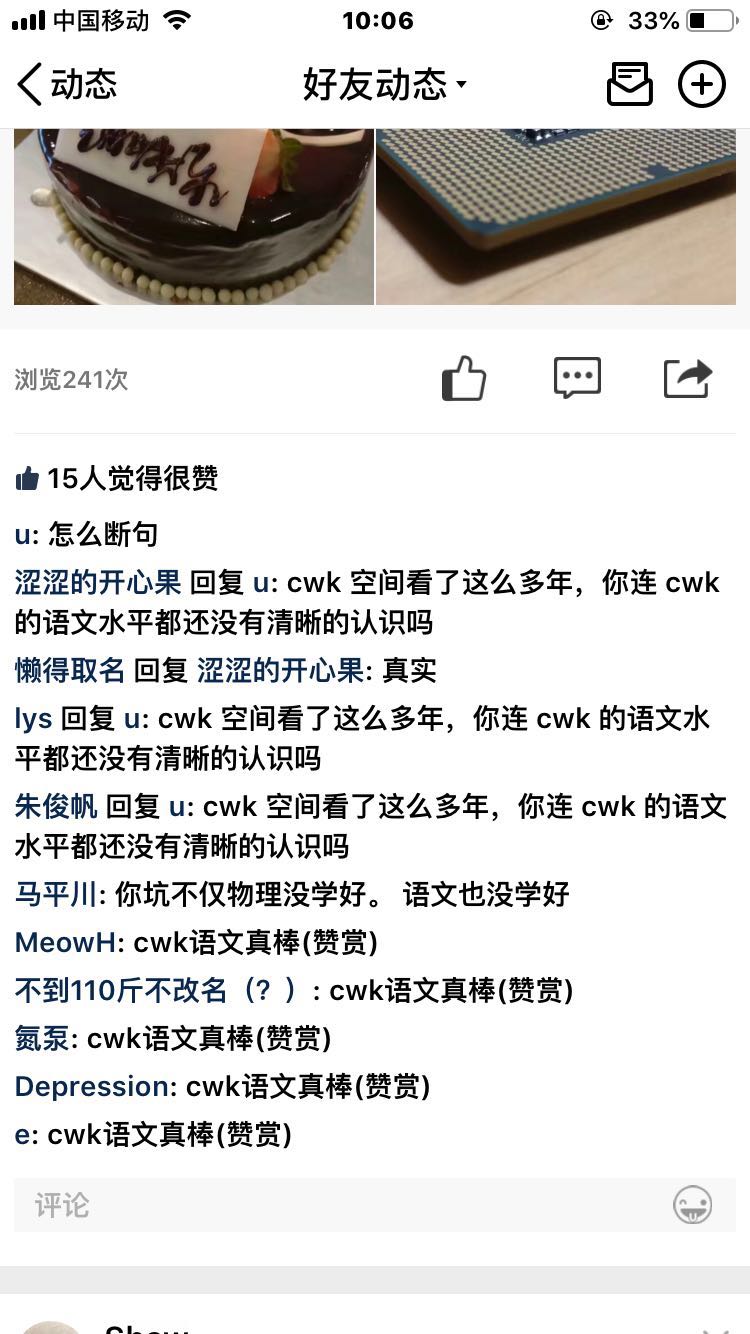 中国移动 10:06 33%
动态 好友动态
浏览241次
15人觉得很赞
u: 怎么断句
涩涩的开心果 回复 u: cwk 空间看了这么多年，你连 cwk
的语文水平都还没有清晰的认识吗
懒得取名 回复 涩涩的开心果: 真实
lys 回复 u: cwk 空间看了这么多年，你连 cwk 的语文水
平都还没有清晰的认识吗
朱俊帆 回复 u: cwk 空间看了这么多年，你连 cwk 的语文
水平都还没有清晰的认识吗
马平川: 你坑不仅物理没学好。 语文也没学好
MeowH: cwk语文真棒(赞赏)
不到110斤不改名（？）: cwk语文真棒(赞赏)
氮泵: cwk语文真棒(赞赏)
Depression: cwk语文真棒(赞赏)
e: cwk语文真棒(赞赏)
评论